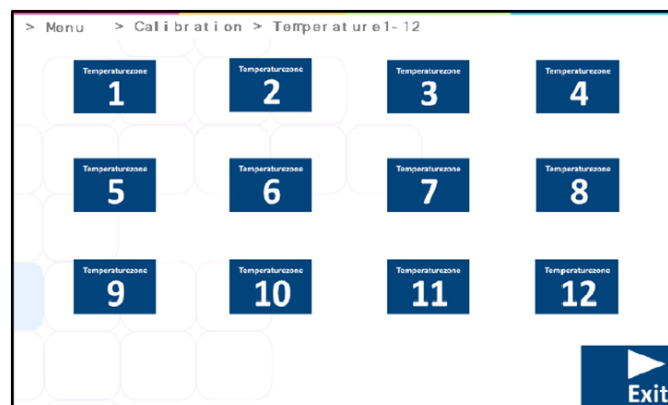 > Menu > Calibration > Temperature1-12
Temperaturezone Temperaturezone Temperaturezone Temperaturezone
1 2 3 4
Temperaturezone Temperaturezone Temperaturezone Temperaturezone
5 6 7 8
Temperaturezone Temperaturezone Temperaturezone Temperaturezone
9 10 11 12
Exit